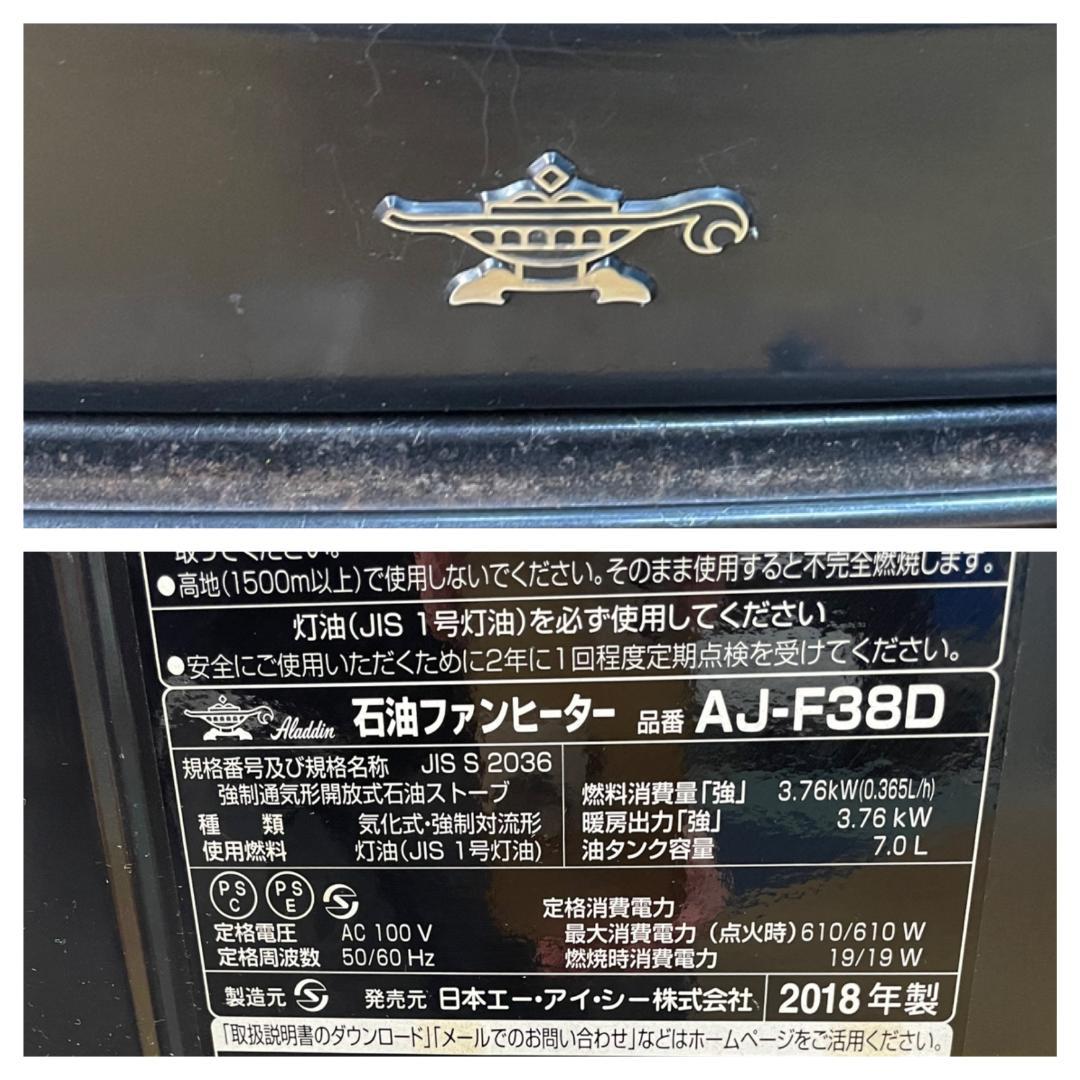 取ってください。
●高地(1500m以上)で使用しないでください。そのまま使用すると不完全燃焼します。
灯油(JIS 1号灯油)を必ず使用してください
●安全にご使用いただくために2年に1回程度定期点検を受けてください。
Aladdin 石油ファンヒーター 品番 AJ-F38D
規格番号及び規格名称 JIS S 2036
強制通気形開放式石油ストーブ
種 類 気化式・強制対流形
使用燃料 灯油(JIS 1号灯油)
燃料消費量「強」 3.76kW(0.365L/h)
暖房出力「強」 3.76 kW
油タンク容量 7.0 L
PS C PS E
定格電圧 AC 100 V
定格周波数 50/60 Hz
定格消費電力
最大消費電力 (点火時) 610/610 W
燃焼時消費電力 19/19 W
製造元 発売元 日本エー・アイ・シー株式会社 2018年製
「取扱説明書のダウンロード」「メールでのお問い合わせ」などはホームページをご活用ください。